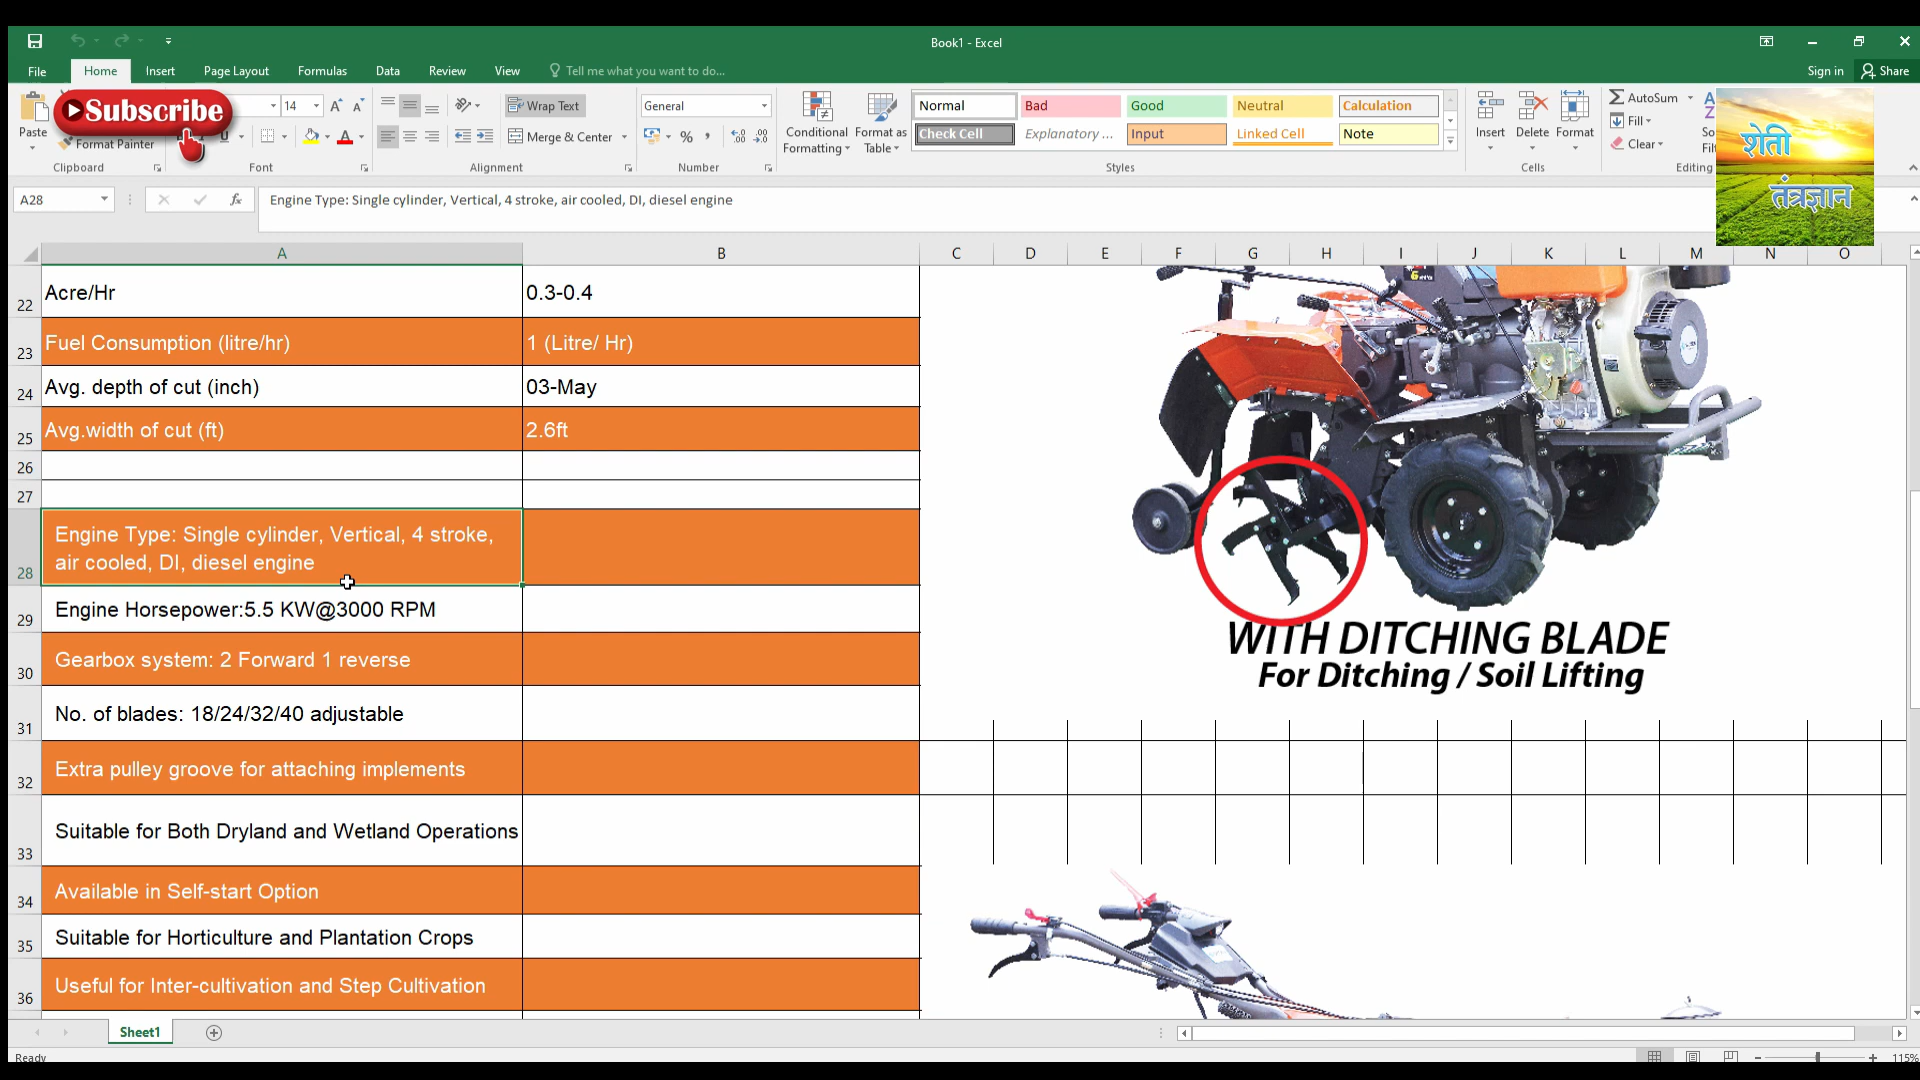 Book1 - Excel
File
Home
Insert
Page Layout
Formulas
Data
Review
View
Tell me what you want to do...
Sign in
Share
Subscribe
Paste
Format Painter
14
Wrap Text
Merge & Center
General
Conditional Formatting
Format as Table
Normal
Bad
Good
Neutral
Calculation
Check Cell
Explanatory ...
Input
Linked Cell
Note
Insert
Delete
Format
AutoSum
Fill
Clear
Clipboard
Font
Alignment
Number
Styles
Cells
Editing
शेती
तंत्रज्ञान
A28
fx
Engine Type: Single cylinder, Vertical, 4 stroke, air cooled, DI, diesel engine
A B C D E F G H I J K L M N O
22 Acre/Hr 0.3-0.4
23 Fuel Consumption (litre/hr) 1 (Litre/ Hr)
24 Avg. depth of cut (inch) 03-May
25 Avg.width of cut (ft) 2.6ft
26
27
28 Engine Type: Single cylinder, Vertical, 4 stroke,
air cooled, DI, diesel engine
29 Engine Horsepower:5.5 KW@3000 RPM
30 Gearbox system: 2 Forward 1 reverse
31 No. of blades: 18/24/32/40 adjustable
32 Extra pulley groove for attaching implements
33 Suitable for Both Dryland and Wetland Operations
34 Available in Self-start Option
35 Suitable for Horticulture and Plantation Crops
36 Useful for Inter-cultivation and Step Cultivation
WITH DITCHING BLADE
For Ditching / Soil Lifting
Sheet1
Ready
115%